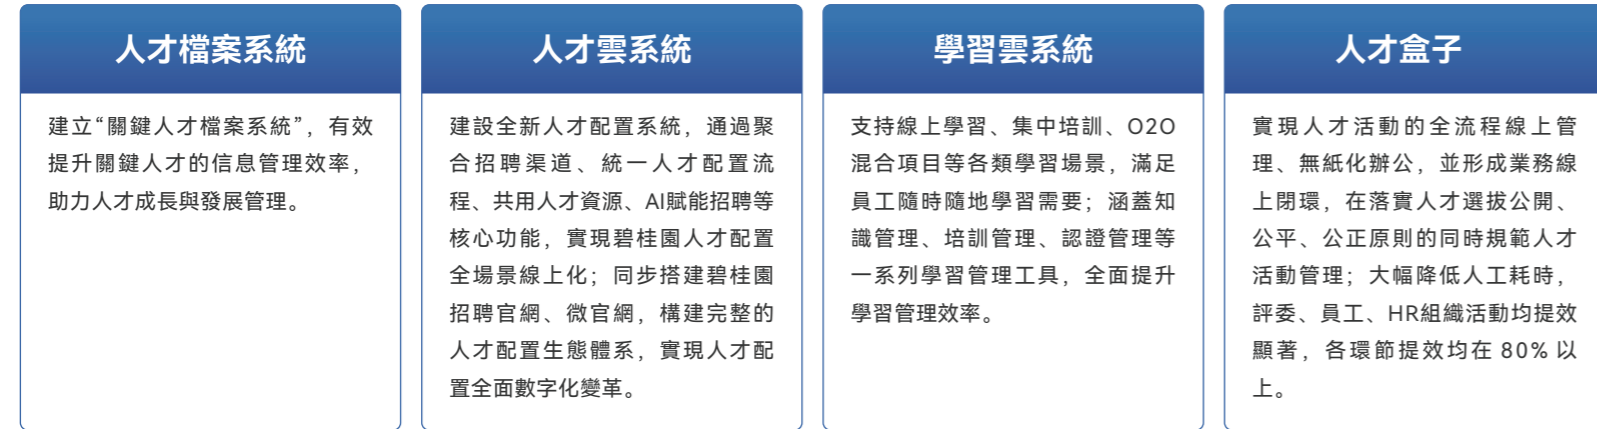 人才檔案系統
建立“關鍵人才檔案系統”，有效
提升關鍵人才的信息管理效率，
助力人才成長與發展管理。
人才雲系統
建設全新人才配置系統，通過聚
合招聘渠道、統一人才配置流
程、共用人才資源、AI賦能招聘等
核心功能，實現碧桂園人才配置
全場景線上化；同步搭建碧桂園
招聘官網、微官網，構建完整的
人才配置生態體系，實現人才配
置全面數字化變革。
學習雲系統
支持線上學習、集中培訓、O2O
混合項目等各類學習場景，滿足
員工隨時隨地學習需要；涵蓋知
識管理、培訓管理、認證管理等
一系列學習管理工具，全面提升
學習管理效率。
人才盒子
實現人才活動的全流程線上管
理、無紙化辦公，並形成業務線
上閉環，在落實人才選拔公開、
公平、公正原則的同時規範人才
活動管理；大幅降低人工耗時，
評委、員工、HR組織活動均提效
顯著，各環節提效均在 80% 以
上。